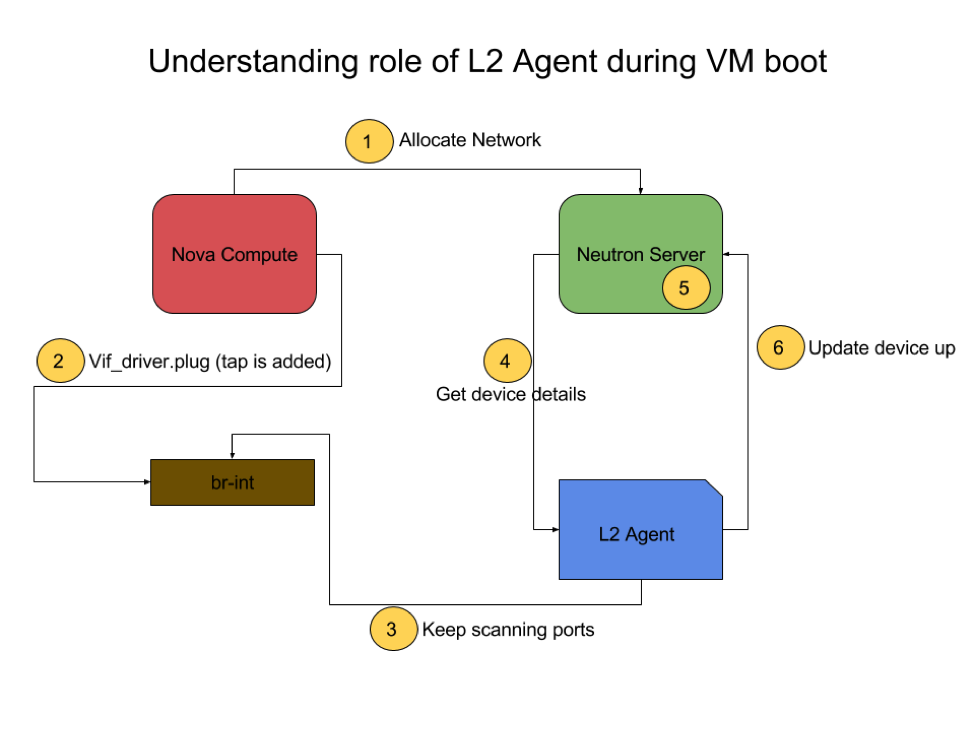 Understanding role of L2 Agent during VM boot
1 Allocate Network
Nova Compute
Neutron Server
5
2 Vif_driver.plug (tap is added)
4
Get device details
6 Update device up
br-int
L2 Agent
3 Keep scanning ports